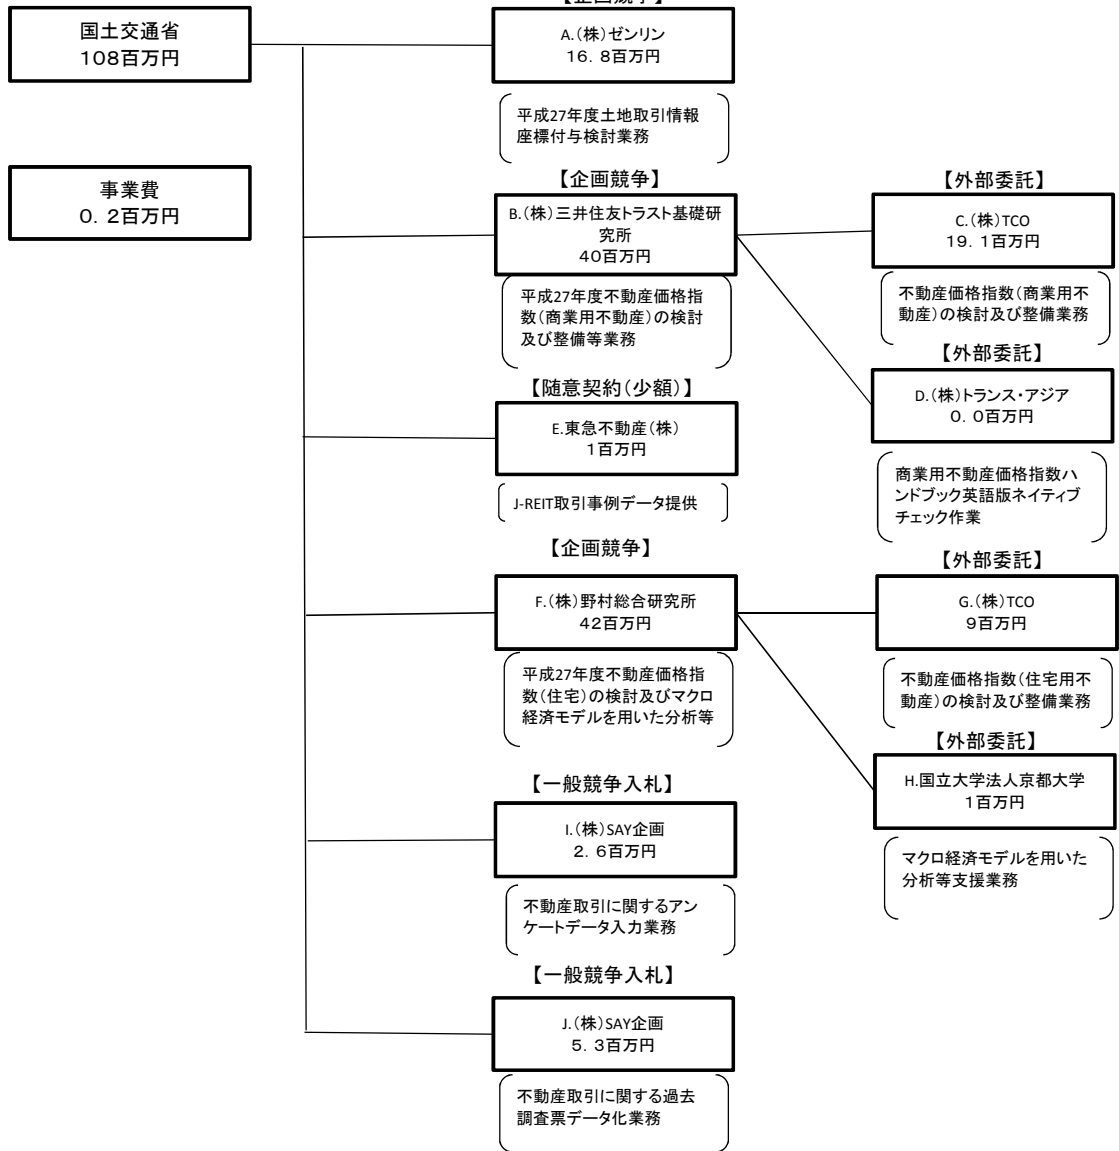 【企画競争】
国土交通省
108百万円
A.(株)ゼンリン
16．8百万円
平成27年度土地取引情報
座標付与検討業務
事業費
0．2百万円
【企画競争】
B.(株)三井住友トラスト基礎研
究所
40百万円
平成27年度不動産価格指
数(商業用不動産)の検討
及び整備等業務
【外部委託】
C.(株)TCO
19．1百万円
不動産価格指数(商業用不
動産)の検討及び整備業務
【外部委託】
D.(株)トランス・アジア
0．0百万円
商業用不動産価格指数ハ
ンドブック英語版ネイティブ
チェック作業
【随意契約(少額)】
E.東急不動産(株)
1百万円
J-REIT取引事例データ提供
【企画競争】
F.(株)野村総合研究所
42百万円
平成27年度不動産価格指
数(住宅)の検討及びマクロ
経済モデルを用いた分析等
【外部委託】
G.(株)TCO
9百万円
不動産価格指数(住宅用不
動産)の検討及び整備業務
【外部委託】
H.国立大学法人京都大学
1百万円
マクロ経済モデルを用いた
分析等支援業務
【一般競争入札】
I.(株)SAY企画
2．6百万円
不動産取引に関するアン
ケートデータ入力業務
【一般競争入札】
J.(株)SAY企画
5．3百万円
不動産取引に関する過去
調査票データ化業務